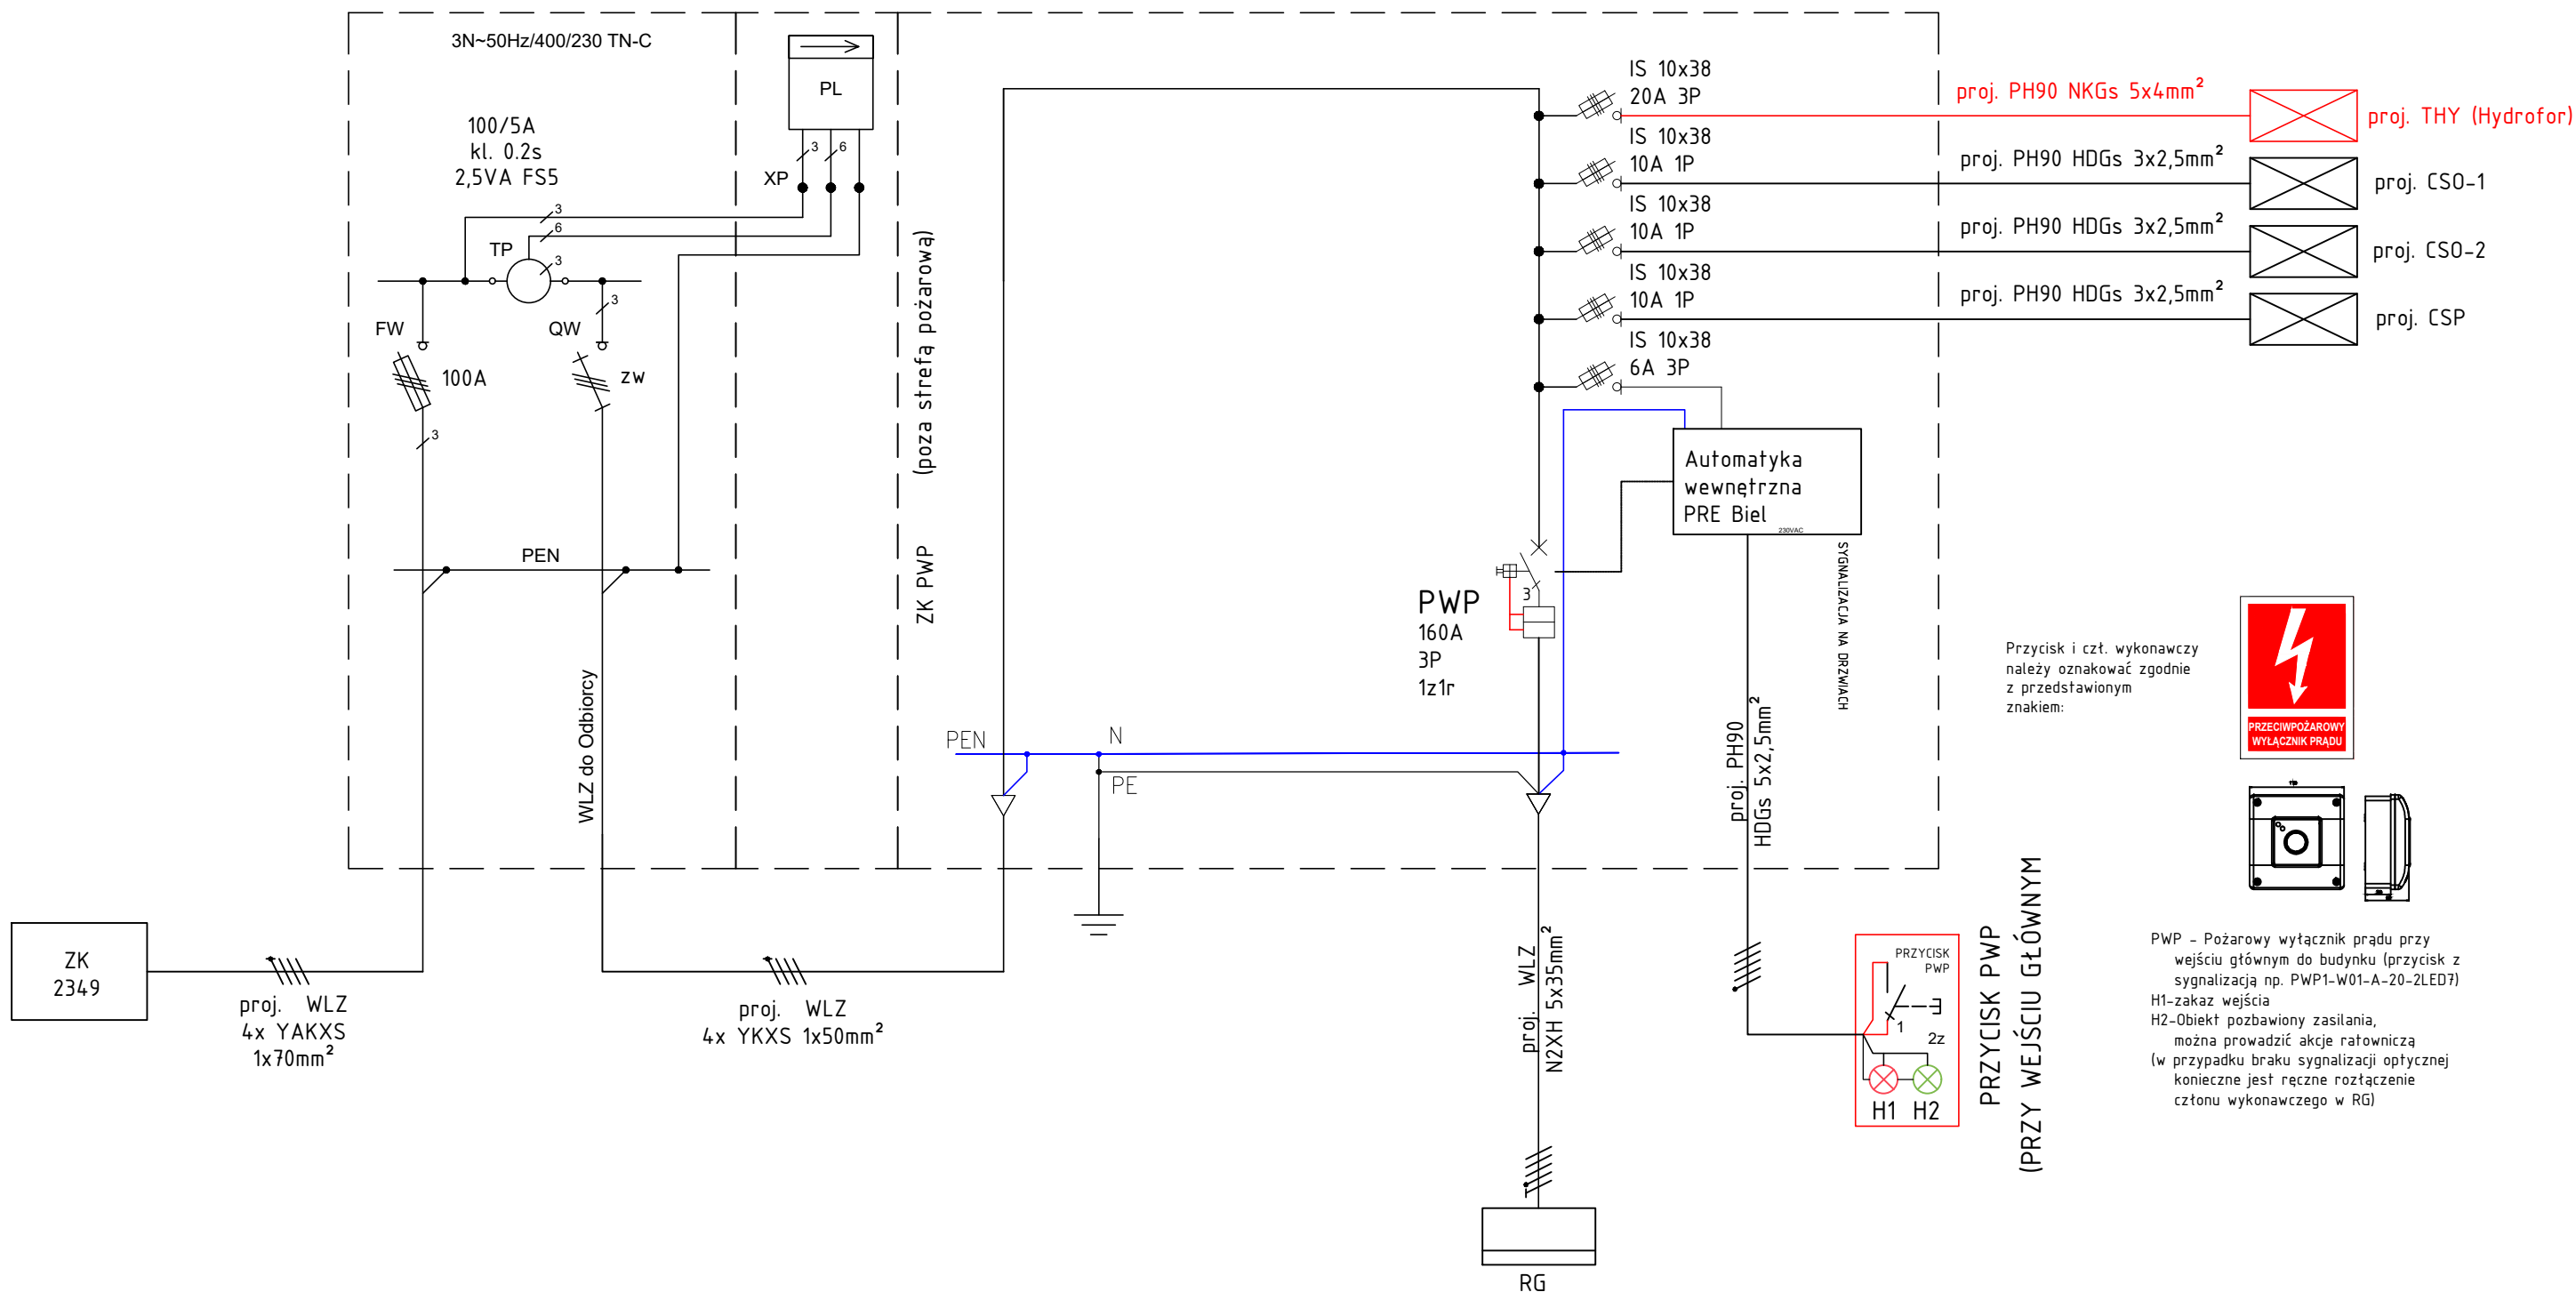 3N~50Hz/400/230 TN-C
100/5A
kl. 0.2s
2,5VA FS5
PL
3
6
XP
3
6
TP
3
FW
100A
3
QW
3
zw
PEN
WLZ do Odbiorcy
ZK PWP (poza strefą pożarową)
IS 10x38
20A 3P
proj. PH90 NKGs 5x4mm²
proj. THY (Hydrofor)
IS 10x38
10A 1P
proj. PH90 HDGs 3x2,5mm²
proj. CSO-1
IS 10x38
10A 1P
proj. PH90 HDGs 3x2,5mm²
proj. CSO-2
IS 10x38
10A 1P
proj. PH90 HDGs 3x2,5mm²
proj. CSP
IS 10x38
6A 3P
Automatyka
wewnętrzna
PRE Biel
230VAC
SYGNALIZACJA NA DRZWIACH
PWP
160A
3P
1z1r
3
PEN
N
PE
proj. PH90
HDGs 5x2,5mm²
Przycisk i czł. wykonawczy
należy oznakować zgodnie
z przedstawionym
znakiem:
PRZECIWPOŻAROWY
WYŁĄCZNIK PRĄDU
ZK
2349
proj. WLZ
4x YAKXS
1x70mm²
proj. WLZ
4x YKXS 1x50mm²
proj. WLZ
N2XH 5x35mm²
RG
PRZYCISK
PWP
1
2z
H1 H2
PRZYCISK PWP
(PRZY WEJŚCIU GŁÓWNYM
PWP - Pożarowy wyłącznik prądu przy
wejściu głównym do budynku (przycisk z
sygnalizacją np. PWP1-W01-A-20-2LED7)
H1-zakaz wejścia
H2-Obiekt pozbawiony zasilania,
można prowadzić akcje ratowniczą
(w przypadku braku sygnalizacji optycznej
konieczne jest ręczne rozłączenie
członu wykonawczego w RG)